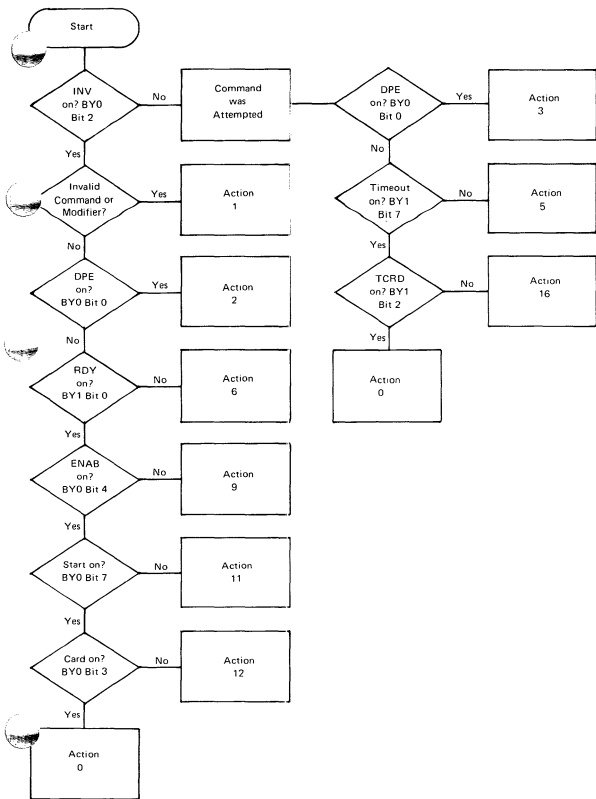 Start
INV
on? BY0
Bit 2
No
Command
was
Attempted
DPE
on? BY0
Bit 0
Yes
Action
3
Yes
No
Invalid
Command or
Modifier?
Yes
Action
1
Timeout
on? BY1
Bit 7
No
Action
5
No
Yes
DPE
on?
BY0 Bit 0
Yes
Action
2
TCRD
on? BY1
Bit 2
No
Action
16
No
Yes
RDY
on?
BY1 Bit 0
No
Action
6
Action
0
Yes
ENAB
on?
BY0 Bit 4
No
Action
9
Yes
Start on?
BY0 Bit 7
No
Action
11
Yes
Card on?
BY0 Bit 3
No
Action
12
Yes
Action
0